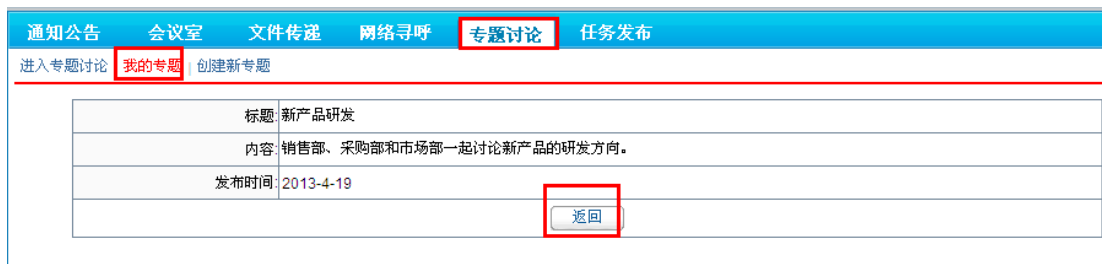 通知公告 会议室 文件传递 网络寻呼 专题讨论 任务发布
进入专题讨论 我的专题 | 创建新专题
标题: 新产品研发
内容: 销售部、采购部和市场部一起讨论新产品的研发方向。
发布时间: 2013-4-19
返回